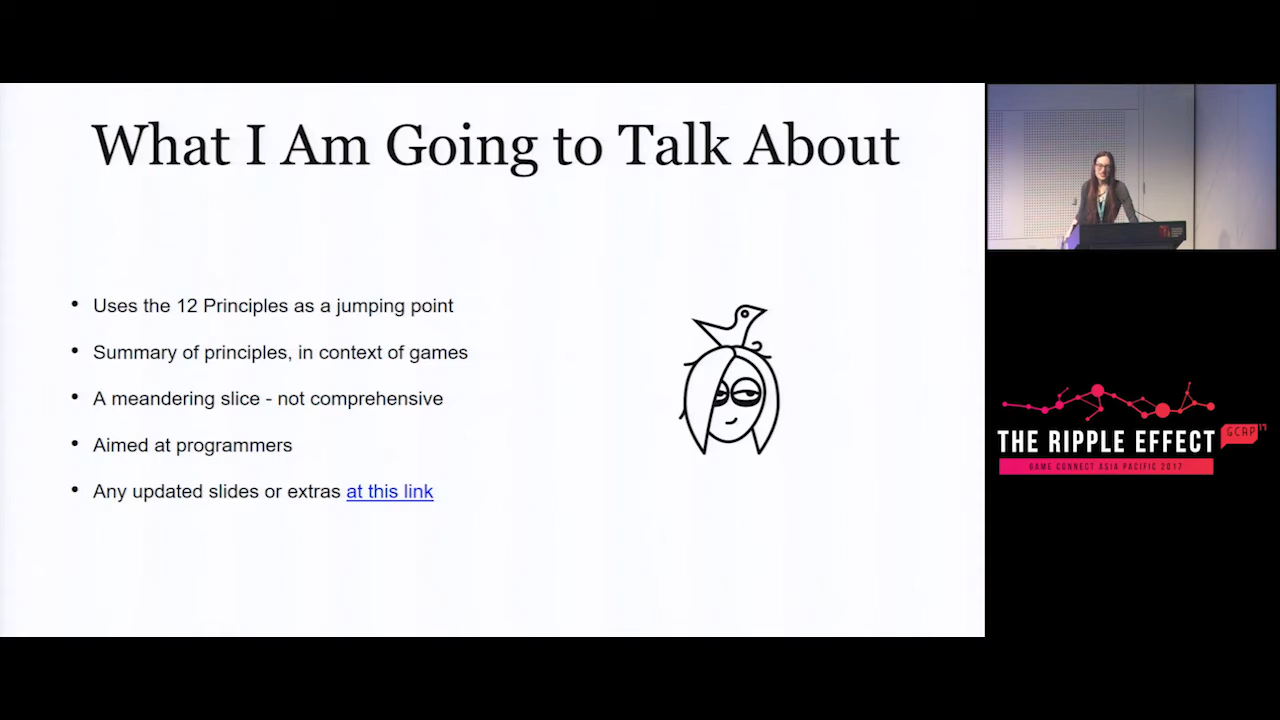 What I Am Going to Talk About
• Uses the 12 Principles as a jumping point
• Summary of principles, in context of games
• A meandering slice - not comprehensive
• Aimed at programmers
• Any updated slides or extras at this link
THE RIPPLE EFFECT
GCAP 17
GAME CONNECT ASIA PACIFIC 2017